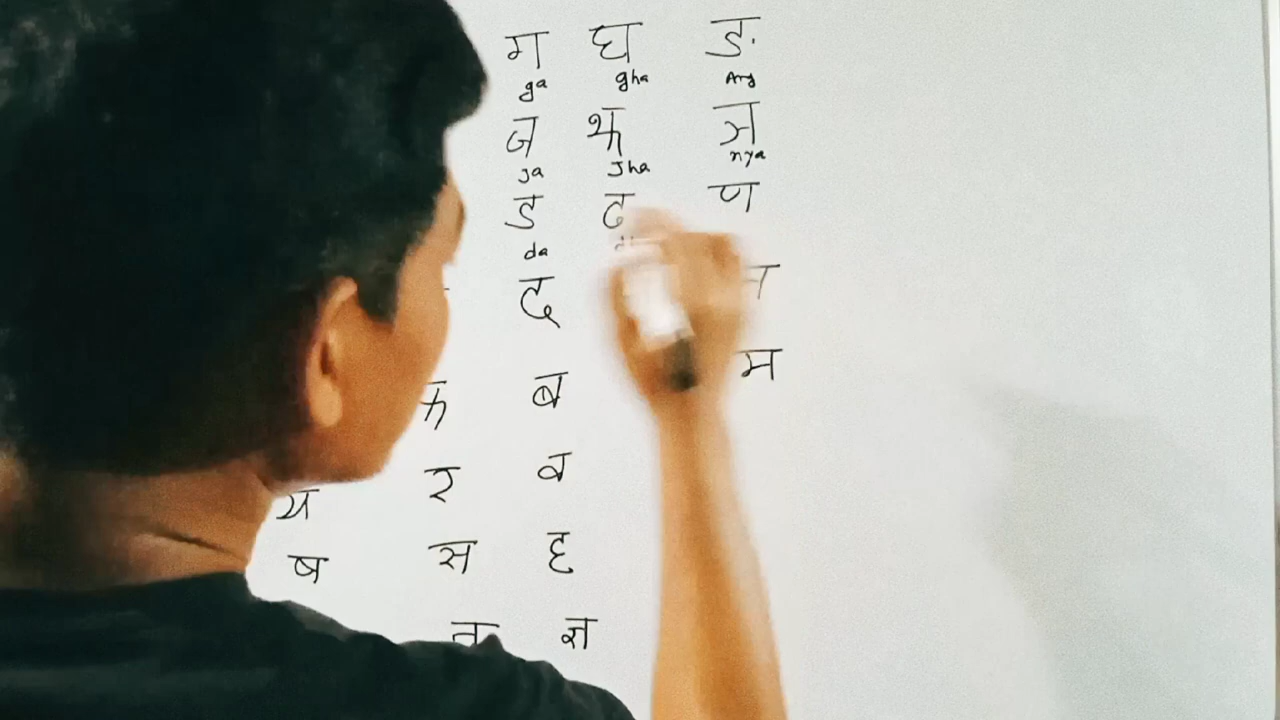 ग घ ङ
ga gha Ang
ज झ ञ
ja Jha nya
ड ढ ण
da
द न
फ ब म
य र व
ष स ह
त्र ज्ञ